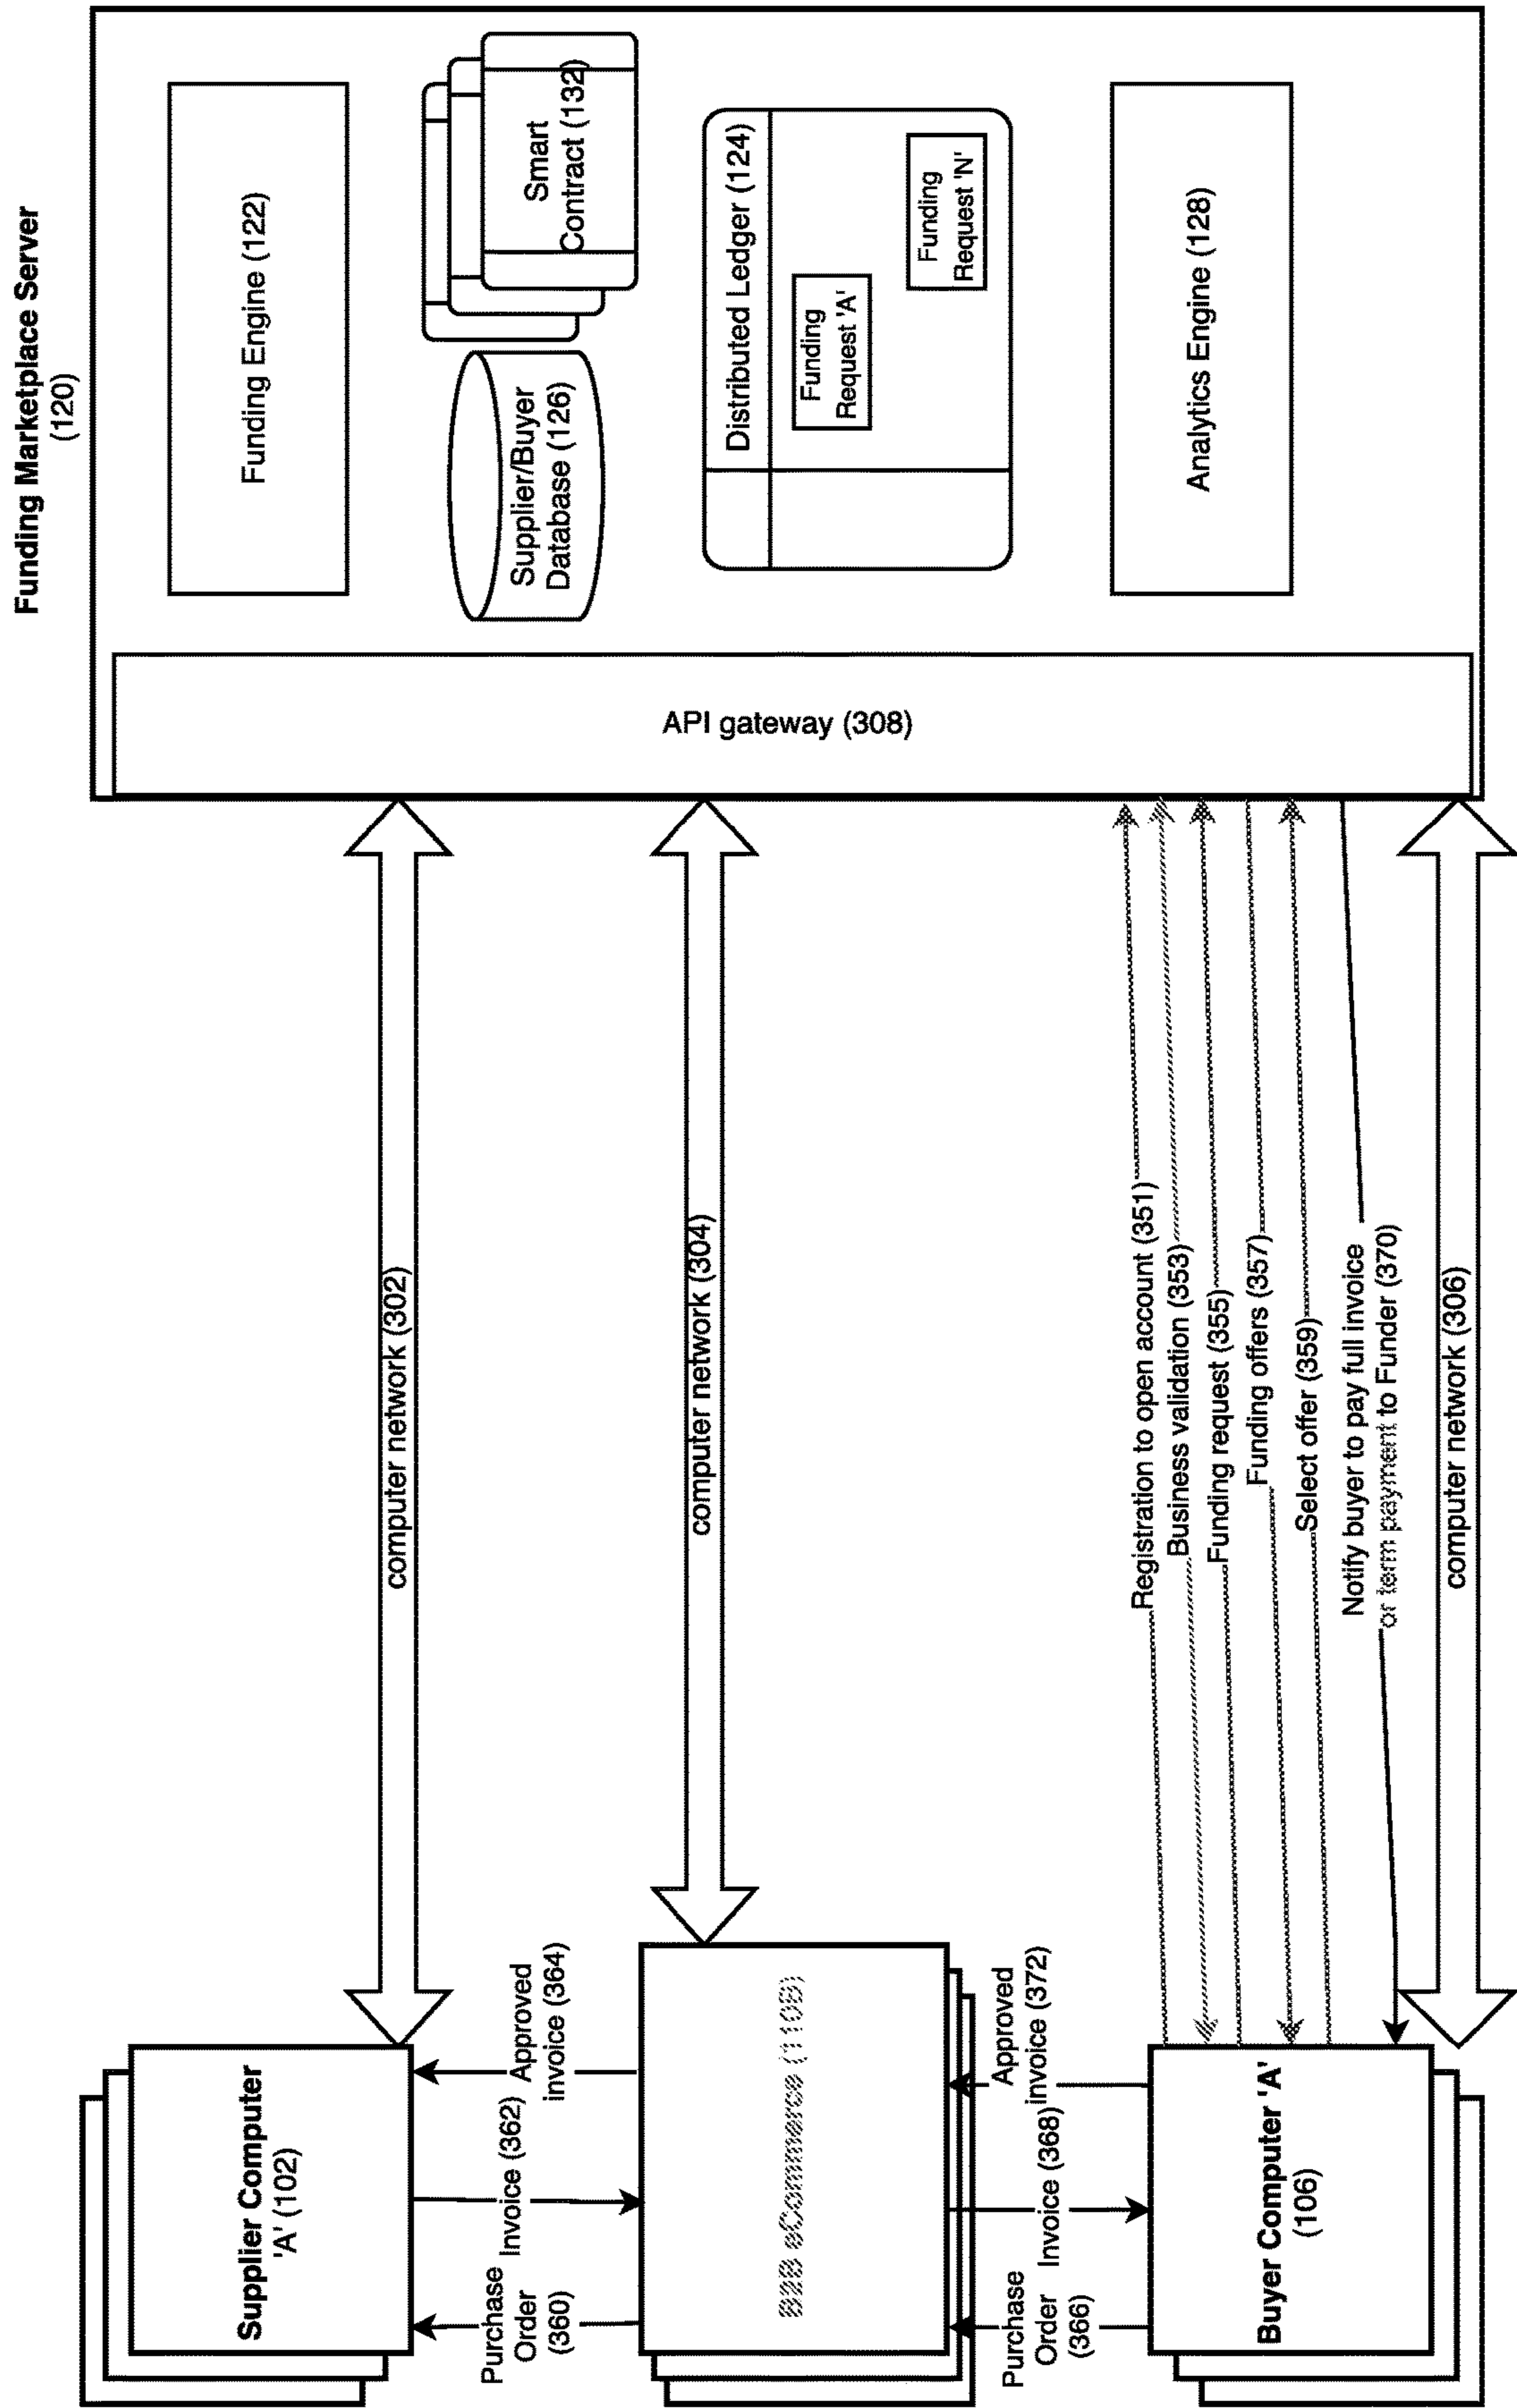 Funding Marketplace Server
(120)
Funding Engine (122)
Supplier/Buyer
Database (126)
Smart
Contract (132)
Distributed Ledger (124)
Funding
Request 'A'
Funding
Request 'N'
Analytics Engine (128)
API gateway (308)
computer network (302)
computer network (304)
Registration to open account (351)
Business validation (353)
Funding request (355)
Funding offers (357)
Select offer (359)
Notify buyer to pay full invoice
or term payment to Funder (370)
computer network (306)
Supplier Computer
'A' (102)
Purchase
Order
(360)
Invoice (362)
Approved
invoice (364)
B2B eCommerce (110B)
Purchase
Order
(366)
Invoice (368)
Approved
invoice (372)
Buyer Computer 'A'
(106)